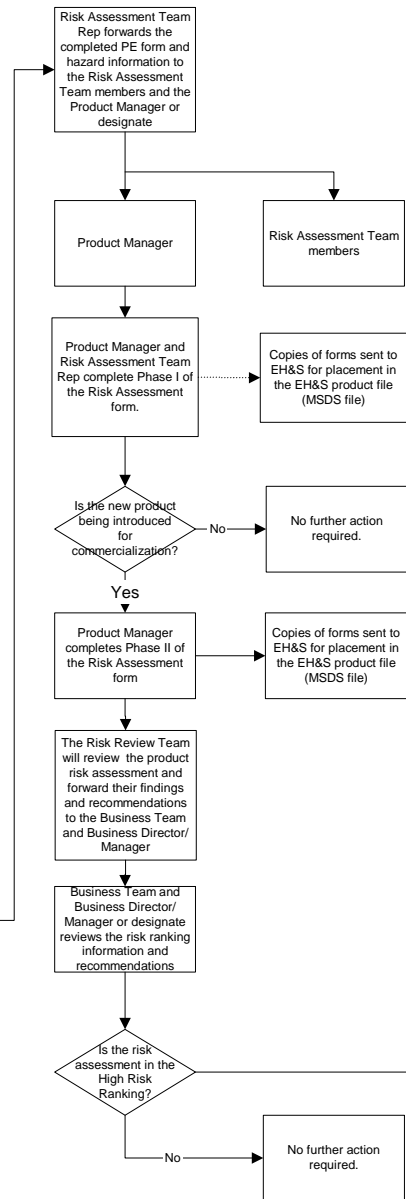 Risk Assessment Team
Rep forwards the
completed PE form and
hazard information to
the Risk Assessment
Team members and the
Product Manager or
designate
Product Manager
Risk Assessment Team
members
Product Manager and
Risk Assessment Team
Rep complete Phase I of
the Risk Assessment
form.
Copies of forms sent to
EH&S for placement in
the EH&S product file
(MSDS file)
Is the new product
being introduced
for
commercialization?
No
No further action
required.
Yes
Product Manager
completes Phase II of
the Risk Assessment
form
Copies of forms sent to
EH&S for placement in
the EH&S product file
(MSDS file)
The Risk Review Team
will review the product
risk assessment and
forward their findings
and recommendations
to the Business Team
and Business Director/
Manager
Business Team and
Business Director/
Manager or designate
reviews the risk ranking
information and
recommendations
Is the risk
assessment in the
High Risk
Ranking?
No
No further action
required.